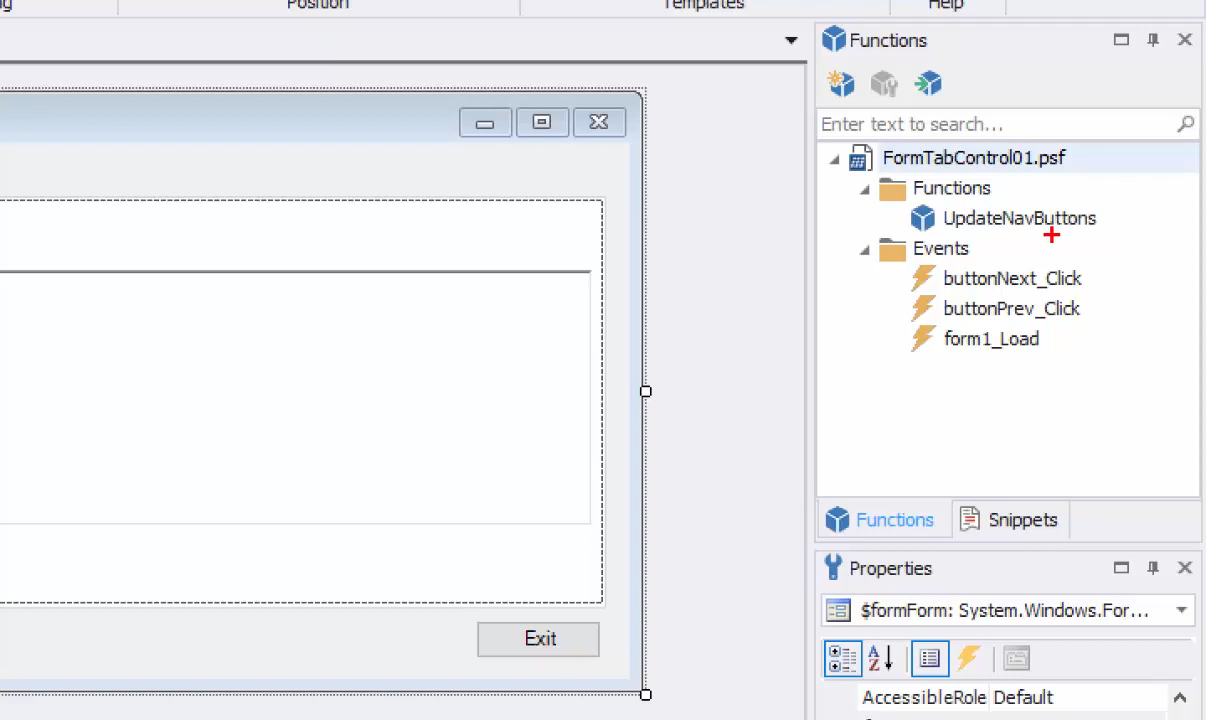 Position
Templates
Help
Functions
Enter text to search...
FormTabControl01.psf
Functions
UpdateNavButtons
Events
buttonNext_Click
buttonPrev_Click
form1_Load
Functions
Snippets
Properties
$formForm: System.Windows.For...
A
Z
AccessibleRole Default
Exit